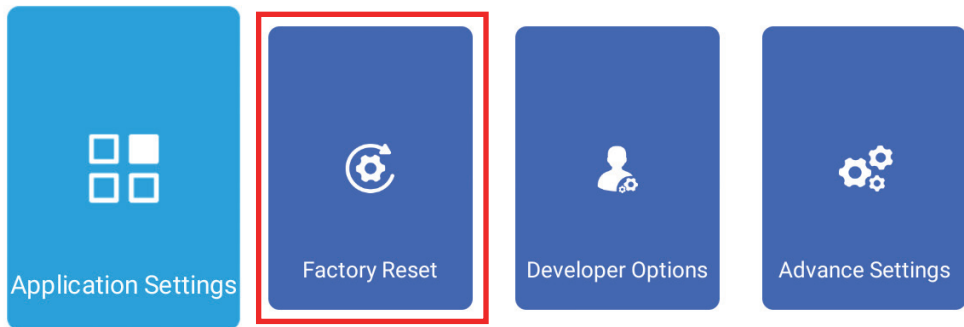 Application Settings
Factory Reset
Developer Options
Advance Settings